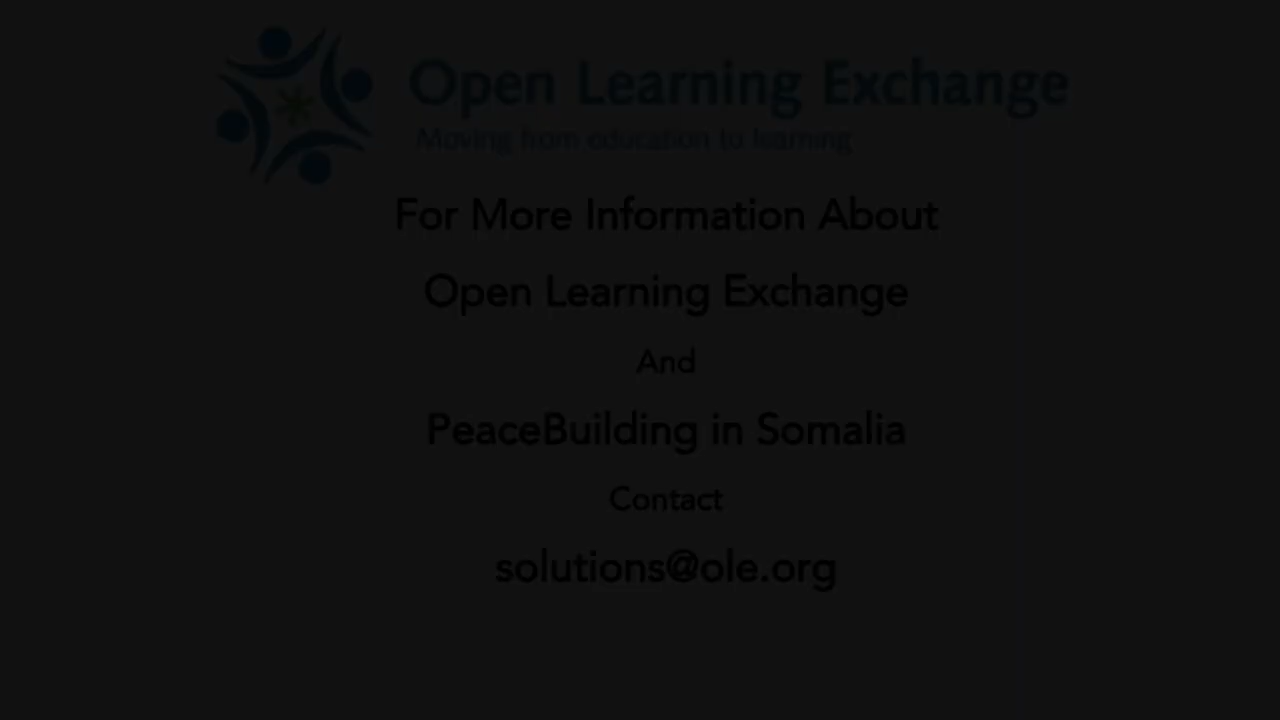 Open Learning Exchange
Moving from education to learning
For More Information About
Open Learning Exchange
And
PeaceBuilding in Somalia
Contact
solutions@ole.org